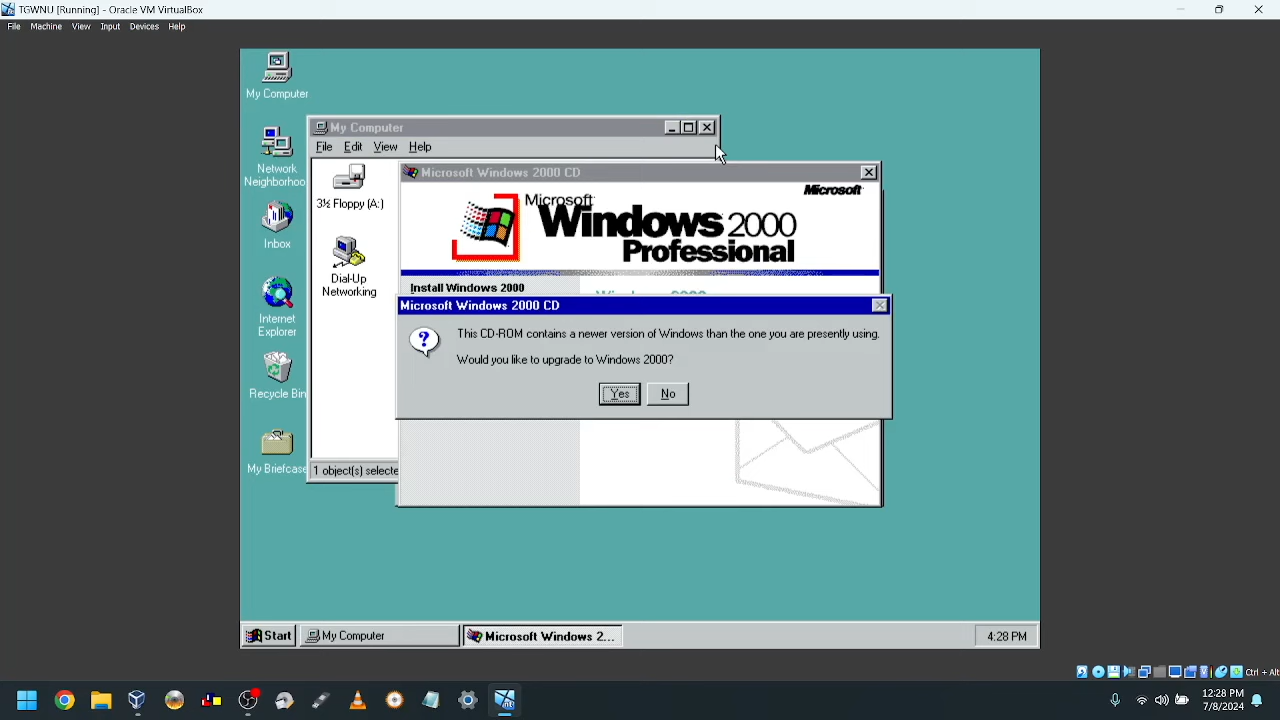 TGWNU [Running] - Oracle VM VirtualBox
File Machine View Input Devices Help
My Computer
Network
Neighborhoo
Inbox
Internet
Explorer
Recycle Bin
My Briefcase
My Computer
File Edit View Help
3½ Floppy (A:)
Dial-Up
Networking
1 object(s) selecte
Microsoft Windows 2000 CD
Microsoft
Microsoft
Windows 2000
Professional
Install Windows 2000
Microsoft Windows 2000 CD
This CD-ROM contains a newer version of Windows than the one you are presently using.
Would you like to upgrade to Windows 2000?
Yes No
Start My Computer Microsoft Windows 2... 4:28 PM
Ctrl + Alt
12:28 PM
7/8/2024